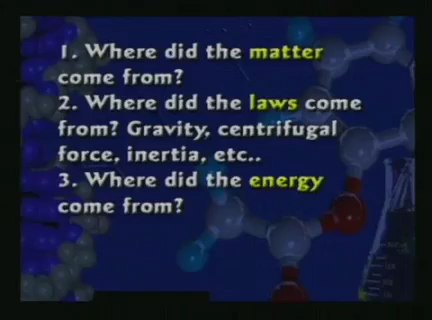 1. Where did the matter
come from?
2. Where did the laws come
from? Gravity, centrifugal
force, inertia, etc..
3. Where did the energy
come from?